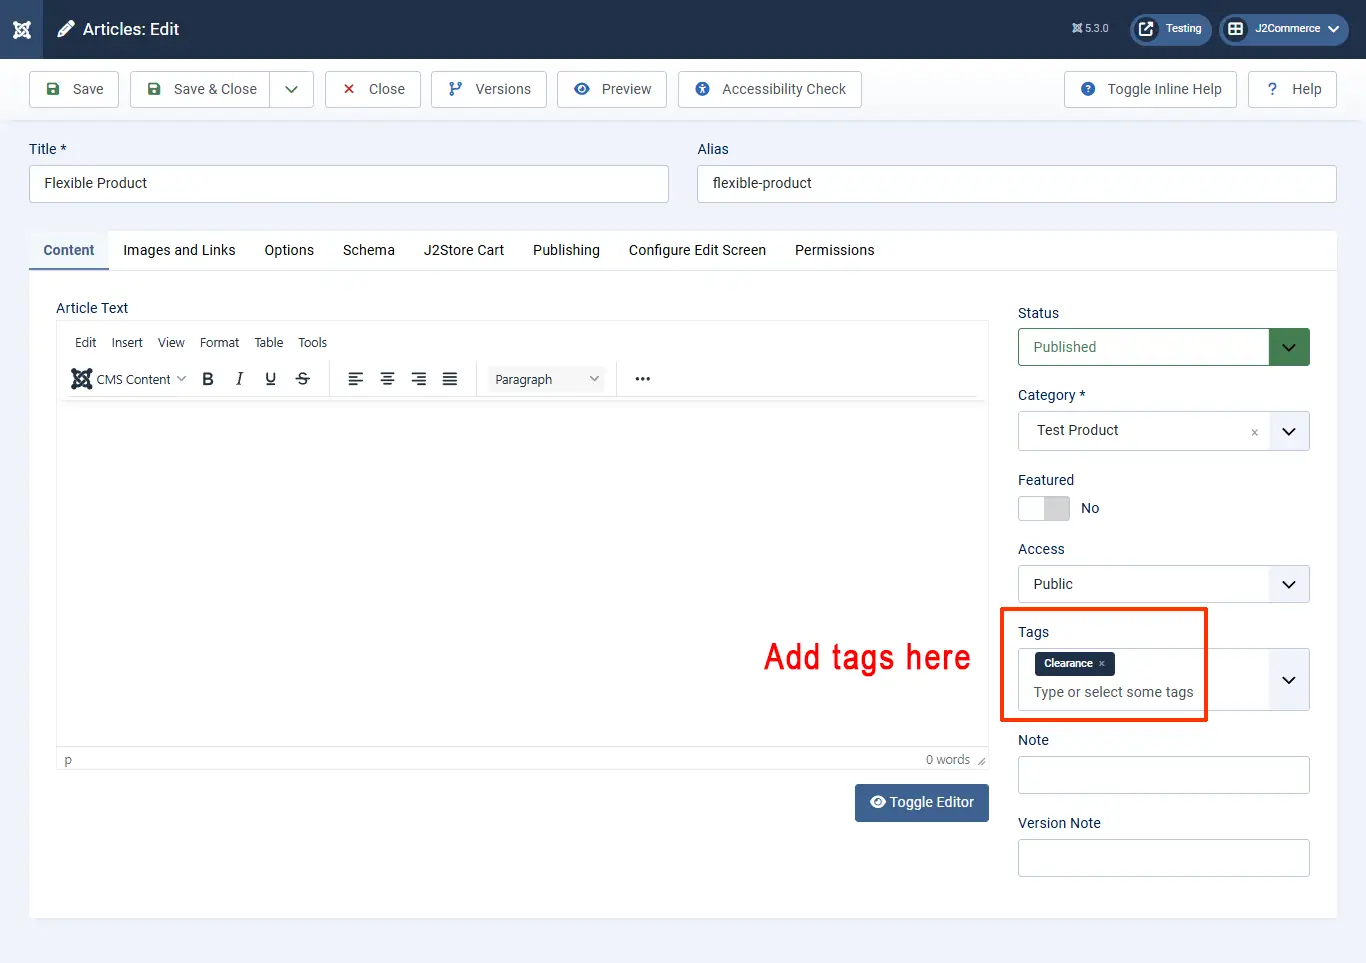 Articles: Edit
5.3.0
Testing
J2Commerce
Save
Save & Close
Close
Versions
Preview
Accessibility Check
Toggle Inline Help
? Help
Title *
Alias
Flexible Product
flexible-product
Content
Images and Links
Options
Schema
J2Store Cart
Publishing
Configure Edit Screen
Permissions
Article Text
Edit
Insert
View
Format
Table
Tools
CMS Content
B
I
U
S
Paragraph
...
Add tags here
p
0 words
Toggle Editor
Status
Published
Category *
Test Product ×
Featured
No
Access
Public
Tags
Clearance ×
Type or select some tags
Note
Version Note